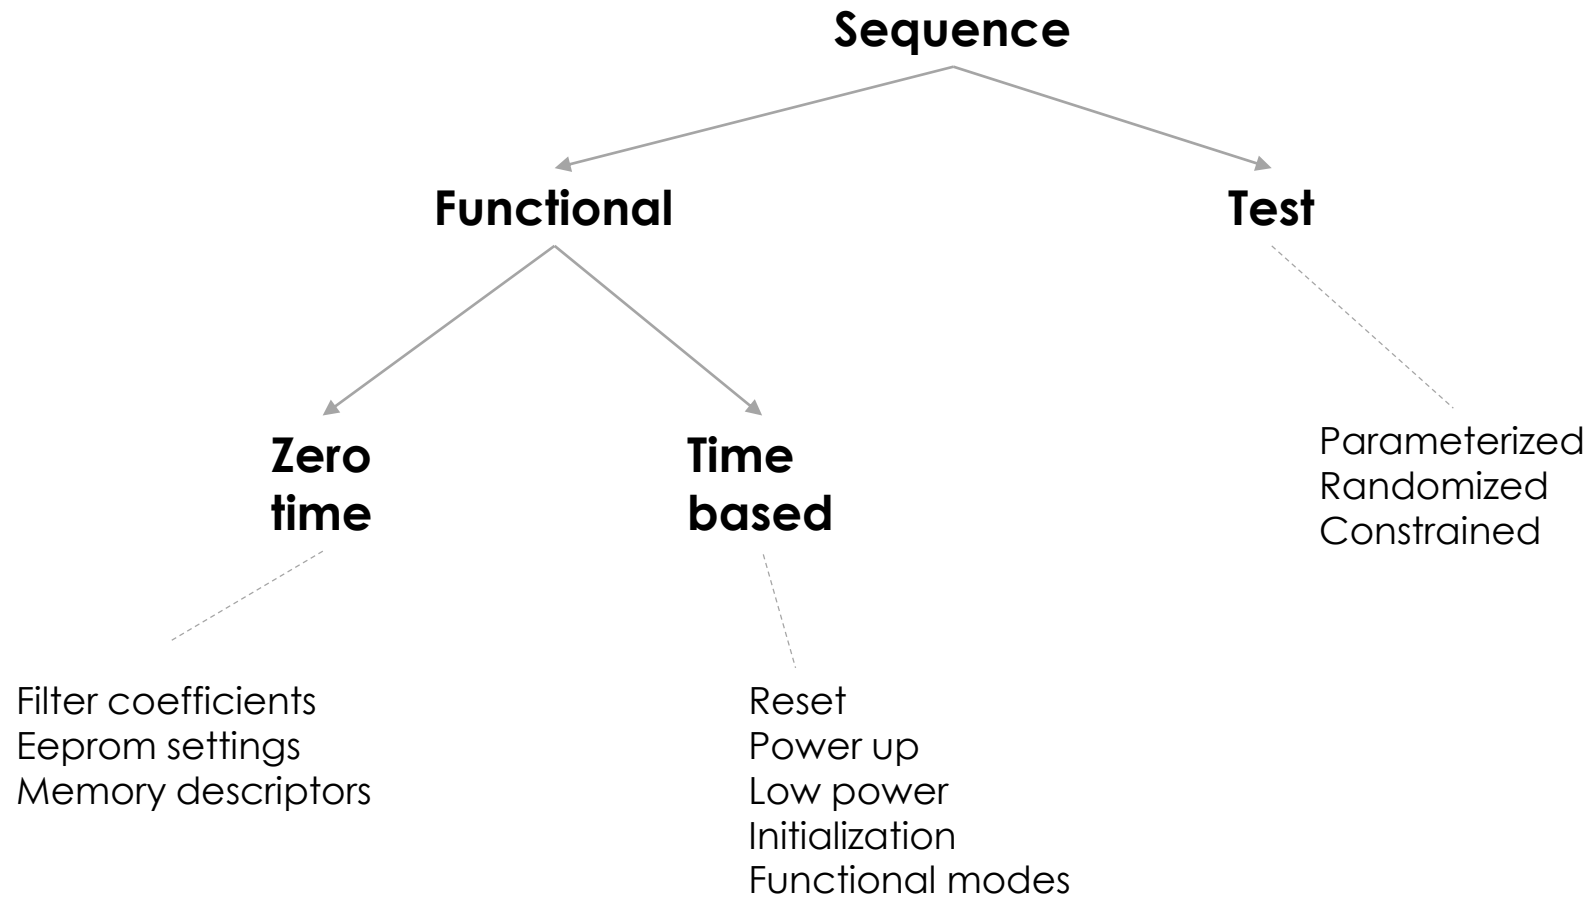 Sequence
Functional
Test
Zero
time
Time
based
Parameterized
Randomized
Constrained
Filter coefficients
Eeprom settings
Memory descriptors
Reset
Power up
Low power
Initialization
Functional modes